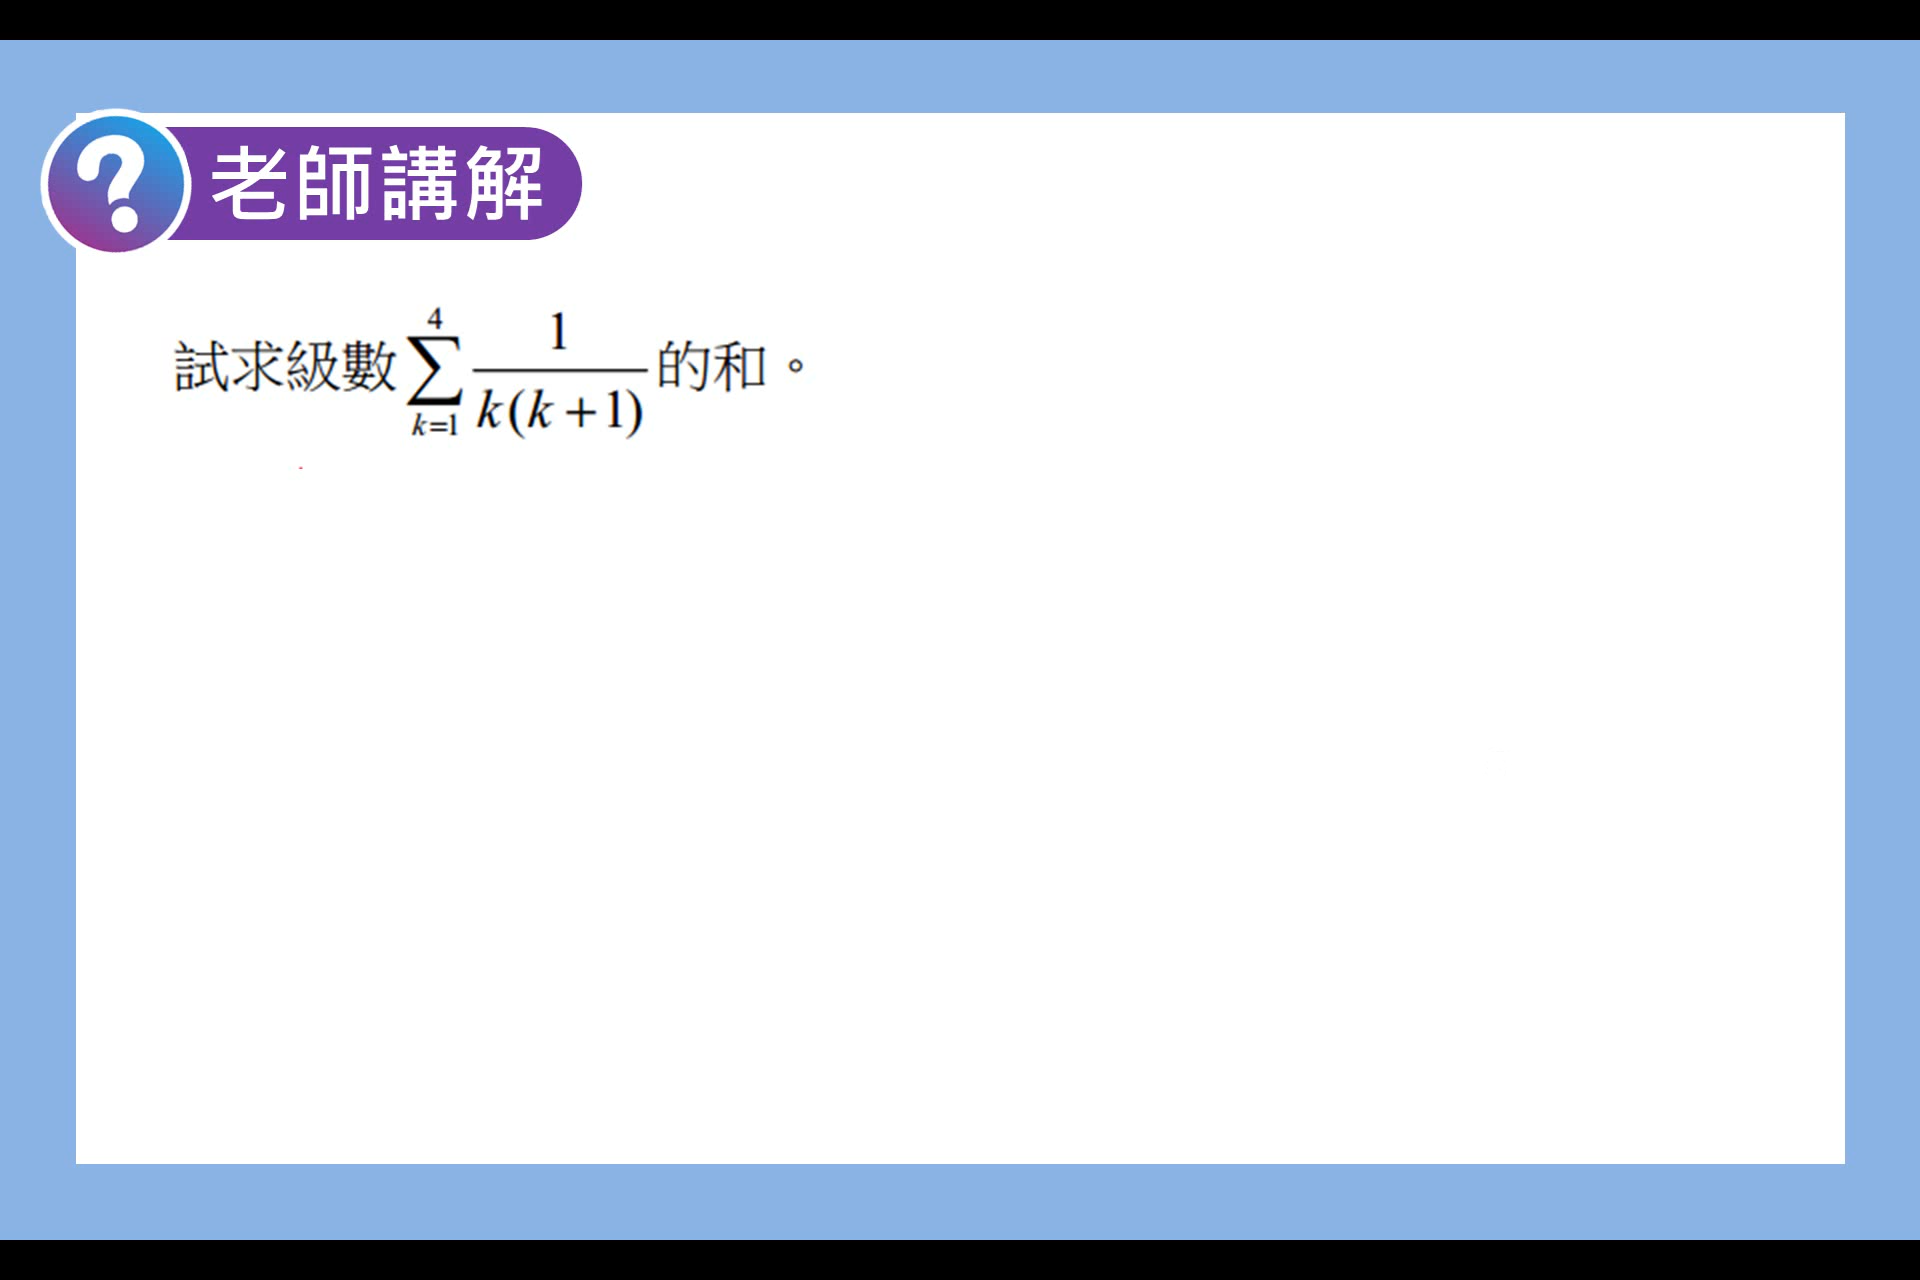 老師講解
試求級數 $\sum_{k=1}^{4} \frac{1}{k(k+1)}$ 的和。